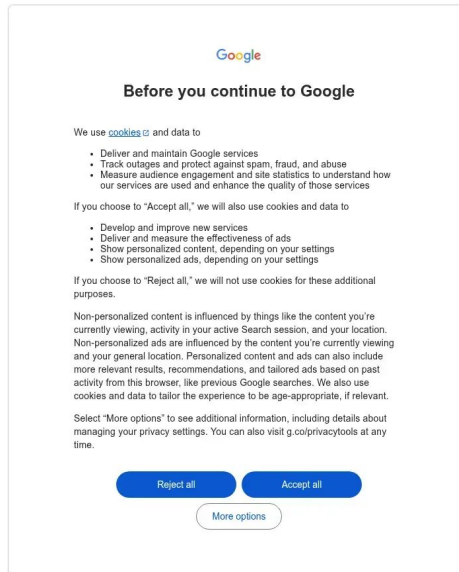 Google
Before you continue to Google
We use cookies and data to
• Deliver and maintain Google services
• Track outages and protect against spam, fraud, and abuse
• Measure audience engagement and site statistics to understand how
our services are used and enhance the quality of those services
If you choose to “Accept all,” we will also use cookies and data to
• Develop and improve new services
• Deliver and measure the effectiveness of ads
• Show personalized content, depending on your settings
• Show personalized ads, depending on your settings
If you choose to “Reject all,” we will not use cookies for these additional
purposes.
Non-personalized content is influenced by things like the content you’re
currently viewing, activity in your active Search session, and your location.
Non-personalized ads are influenced by the content you’re currently viewing
and your general location. Personalized content and ads can also include
more relevant results, recommendations, and tailored ads based on past
activity from this browser, like previous Google searches. We also use
cookies and data to tailor the experience to be age-appropriate, if relevant.
Select “More options” to see additional information, including details about
managing your privacy settings. You can also visit g.co/privacytools at any
time.
Reject all
Accept all
More options